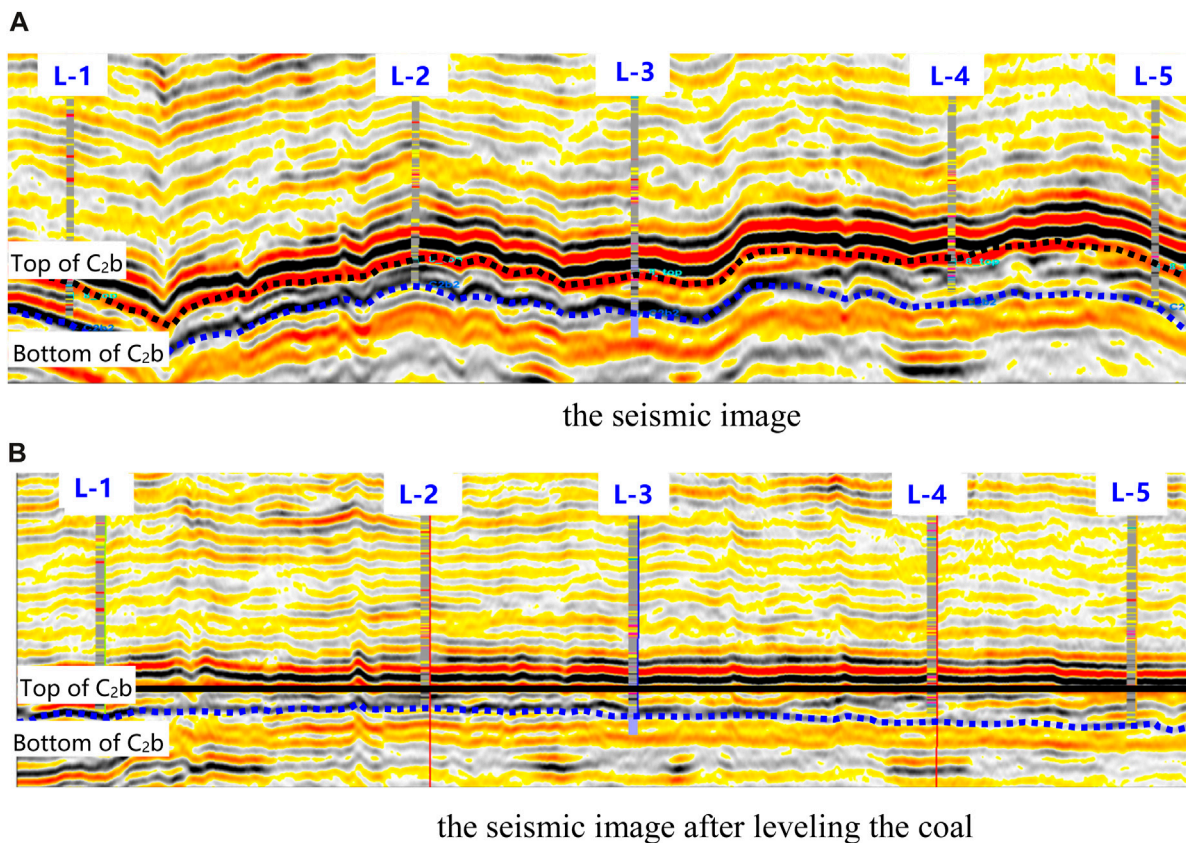 A
L-1 L-2 L-3 L-4 L-5
Top of C₂b
Bottom of C₂b
the seismic image
B
L-1 L-2 L-3 L-4 L-5
Top of C₂b
Bottom of C₂b
the seismic image after leveling the coal